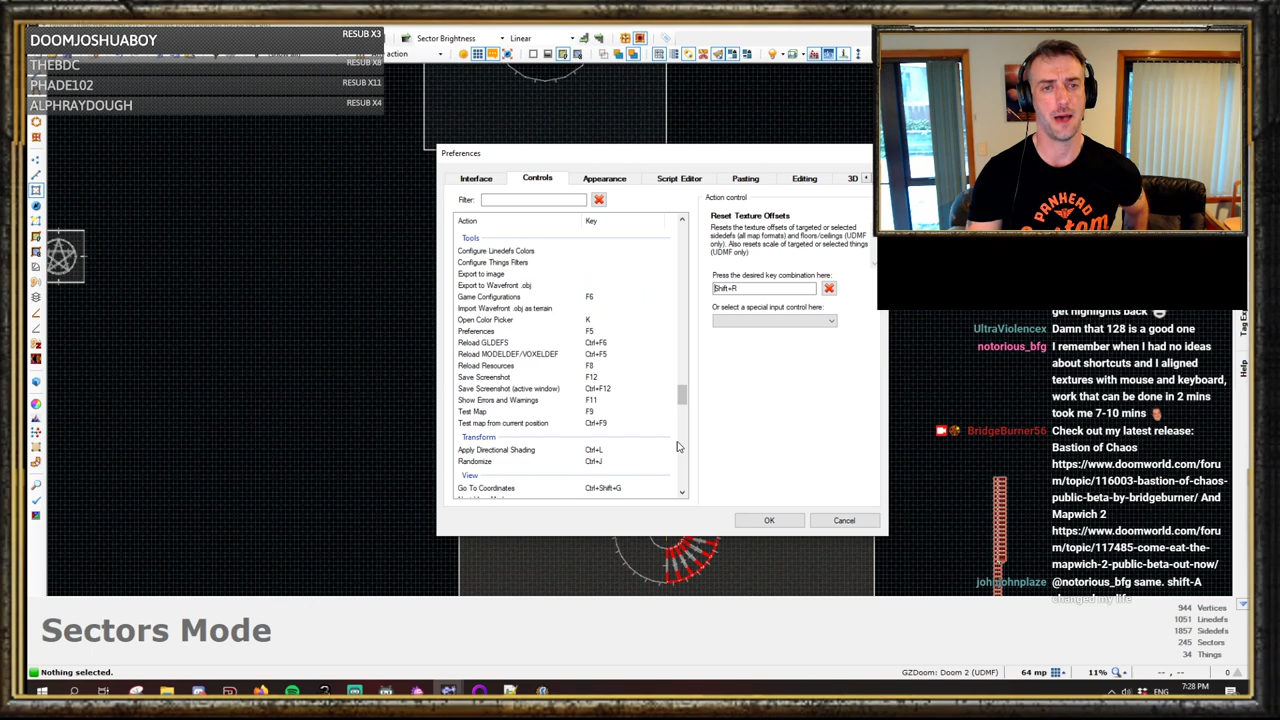 DOOMJOSHUABOY RESUB X3
THEBDC RESUB X8
PHADE102 RESUB X11
ALPHRAYDOUGH RESUB X4
Sector Brightness
Linear
action
Preferences
Interface
Controls
Appearance
Script Editor
Pasting
Editing
3D
Filter:
Action Key
Tools
Configure Linedefs Colors
Configure Things Filters
Export to image
Export to Wavefront .obj
Game Configurations F6
Import Wavefront .obj as terrain
Open Color Picker K
Preferences F5
Reload GLDEFS Ctrl+F6
Reload MODELDEF/VOXELDEF Ctrl+F5
Reload Resources F8
Save Screenshot F12
Save Screenshot (active window) Ctrl+F12
Show Errors and Warnings F11
Test Map F9
Test map from current position Ctrl+F9
Transform
Apply Directional Shading Ctrl+L
Randomize Ctrl+J
View
Go To Coordinates Ctrl+Shift+G
Action control
Reset Texture Offsets
Resets the texture offsets of targeted or selected
sidedefs (all map formats) and floors/ceilings (UDMF
only). Also resets scale of targeted or selected things
(UDMF only)
Press the desired key combination here:
Shift+R
Or select a special input control here:
OK
Cancel
PANHEAD
Custom
get highlights back
UltraViolencex Damn that 128 is a good one
notorious_bfg I remember when I had no ideas
about shortcuts and I aligned
textures with mouse and keyboard,
work that can be done in 2 mins
took me 7-10 mins
BridgeBurner56 Check out my latest release:
Bastion of Chaos
https://www.doomworld.com/foru
m/topic/116003-bastion-of-chaos-
public-beta-by-bridgeburner/ And
Mapwich 2
https://www.doomworld.com/foru
m/topic/117485-come-eat-the-
mapwich-2-public-beta-out-now/
johnjohnplaze @notorious_bfg same. shift-A
changed my life
Tag Ex
Help
944 Vertices
1051 Linedefs
1857 Sidedefs
245 Sectors
34 Things
Sectors Mode
Nothing selected.
GZDoom: Doom 2 (UDMF)
64 mp
11%
-- , --
0
ENG
7:28 PM